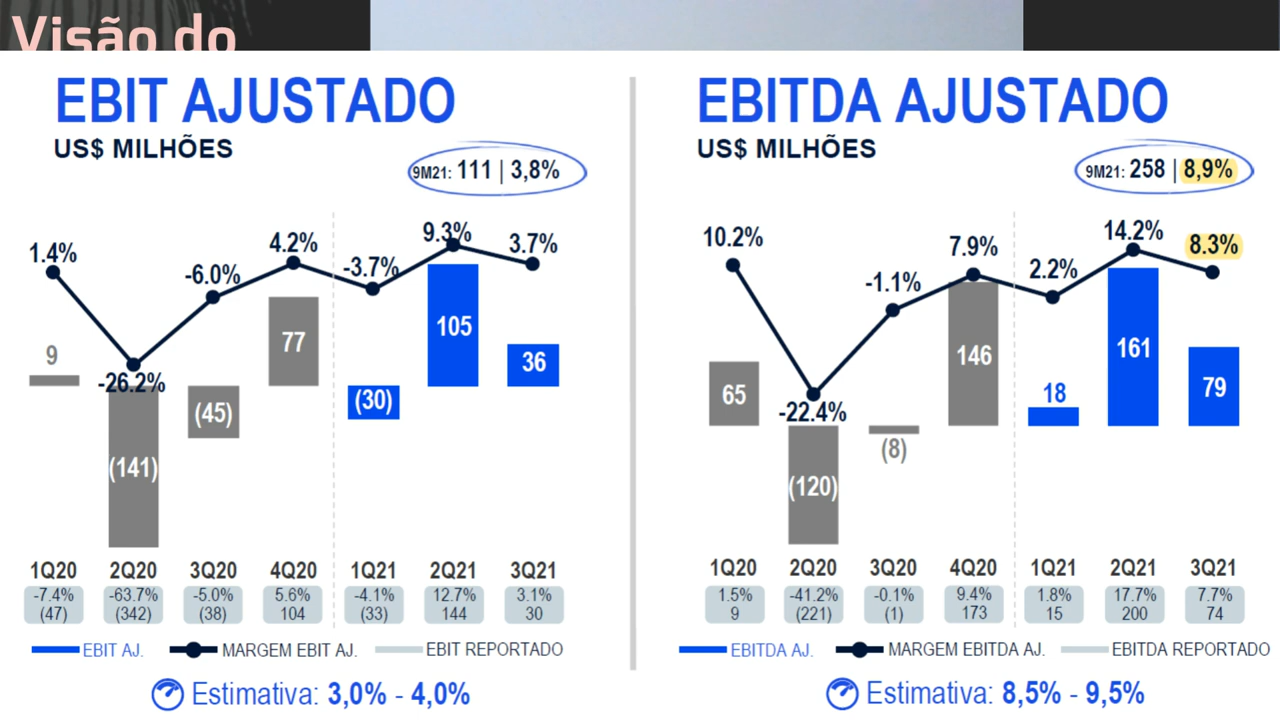 Visão do
EBIT AJUSTADO
US$ MILHÕES
9M21: 111 | 3,8%
1.4%
-26.2%
-6.0%
4.2%
-3.7%
9.3%
3.7%
9
(141)
(45)
77
(30)
105
36
1Q20 2Q20 3Q20 4Q20 1Q21 2Q21 3Q21
-7.4% -63.7% -5.0% 5.6% -4.1% 12.7% 3.1%
(47) (342) (38) 104 (33) 144 30
EBIT AJ. MARGEM EBIT AJ. EBIT REPORTADO
Estimativa: 3,0% - 4,0%
EBITDA AJUSTADO
US$ MILHÕES
9M21: 258 | 8,9%
10.2%
-22.4%
-1.1%
7.9%
2.2%
14.2%
8.3%
65
(120)
(8)
146
18
161
79
1Q20 2Q20 3Q20 4Q20 1Q21 2Q21 3Q21
1.5% -41.2% -0.1% 9.4% 1.8% 17.7% 7.7%
9 (221) (1) 173 15 200 74
EBITDA AJ. MARGEM EBITDA AJ. EBITDA REPORTADO
Estimativa: 8,5% - 9,5%